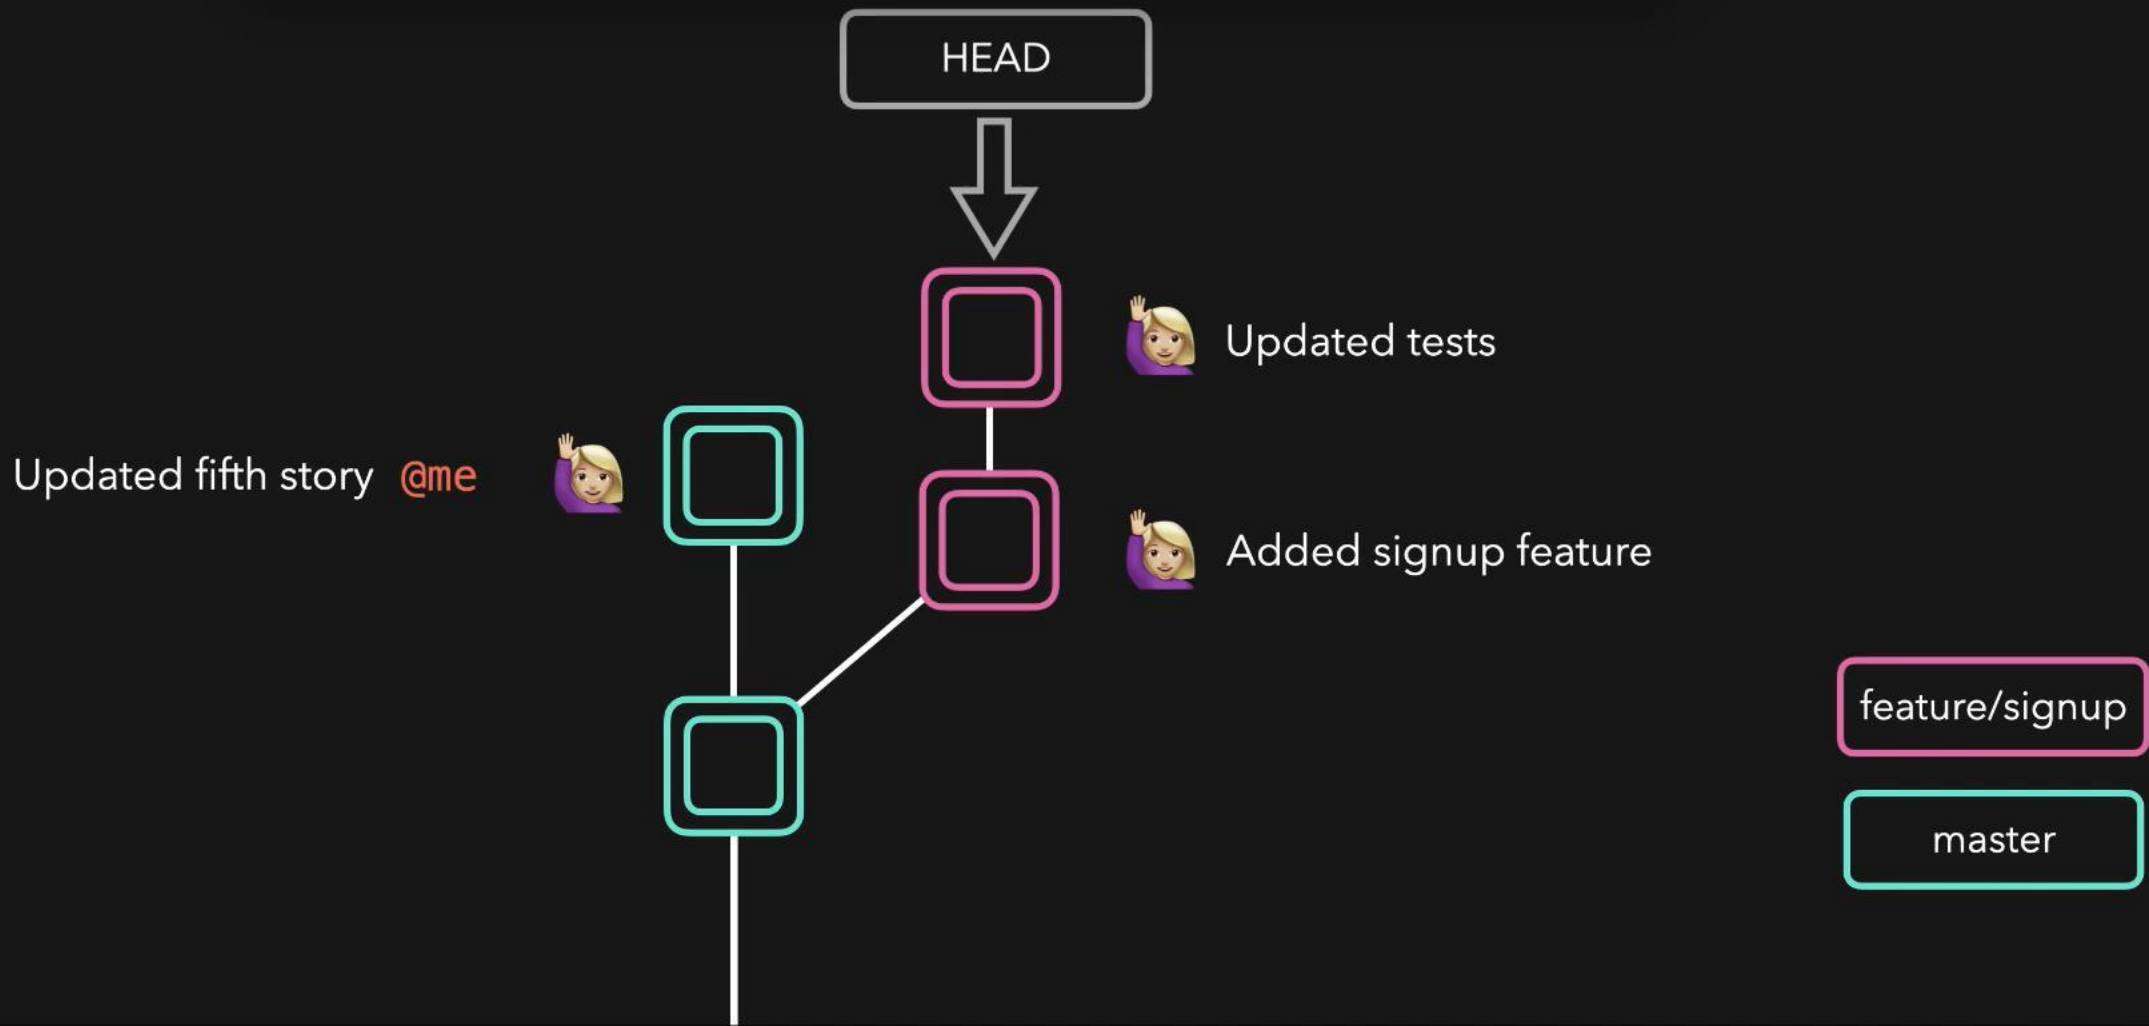 HEAD
Updated tests
Updated fifth story @me
Added signup feature
feature/signup
master